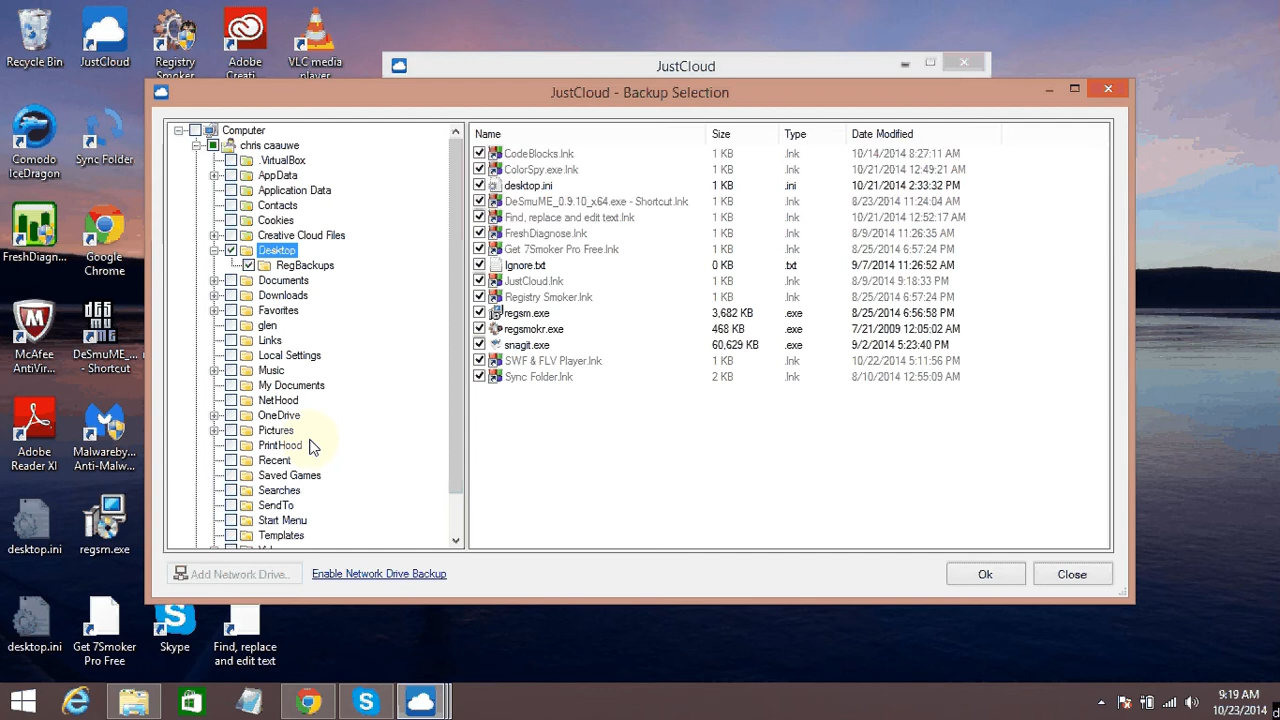 Recycle Bin
JustCloud
Registry
Smoker
Adobe
Creati...
VLC media
player
JustCloud
JustCloud - Backup Selection
Comodo
IceDragon
Sync Folder
FreshDiagn...
Google
Chrome
McAfee
AntiVir...
DeSmuME_...
- Shortcut
Adobe
Reader XI
Malwareby...
Anti-Malw...
desktop.ini
regsm.exe
desktop.ini
Get 7Smoker
Pro Free
Skype
Find, replace
and edit text
Computer
chris caauwe
.VirtualBox
AppData
Application Data
Contacts
Cookies
Creative Cloud Files
Desktop
RegBackups
Documents
Downloads
Favorites
glen
Links
Local Settings
Music
My Documents
NetHood
OneDrive
Pictures
PrintHood
Recent
Saved Games
Searches
SendTo
Start Menu
Templates
Name Size Type Date Modified
CodeBlocks.lnk 1 KB .lnk 10/14/2014 8:27:11 AM
ColorSpy.exe.lnk 1 KB .lnk 10/21/2014 12:49:21 AM
desktop.ini 1 KB .ini 10/21/2014 2:33:32 PM
DeSmuME_0.9.10_x64.exe - Shortcut.lnk 1 KB .lnk 8/23/2014 11:24:04 AM
Find, replace and edit text.lnk 1 KB .lnk 10/21/2014 12:52:17 AM
FreshDiagnose.lnk 1 KB .lnk 8/9/2014 11:26:35 AM
Get 7Smoker Pro Free.lnk 1 KB .lnk 8/25/2014 6:57:24 PM
Ignore.txt 0 KB .txt 9/7/2014 11:26:52 AM
JustCloud.lnk 1 KB .lnk 8/9/2014 9:18:33 PM
Registry Smoker.lnk 1 KB .lnk 8/25/2014 6:57:24 PM
regsm.exe 3,682 KB .exe 8/25/2014 6:56:58 PM
regsmokr.exe 468 KB .exe 7/21/2009 12:05:02 AM
snagit.exe 60,629 KB .exe 9/2/2014 5:23:40 PM
SWF & FLV Player.lnk 1 KB .lnk 10/22/2014 5:11:56 PM
Sync Folder.lnk 2 KB .lnk 8/10/2014 12:55:09 AM
Add Network Drive..
Enable Network Drive Backup
Ok
Close
9:19 AM
10/23/2014